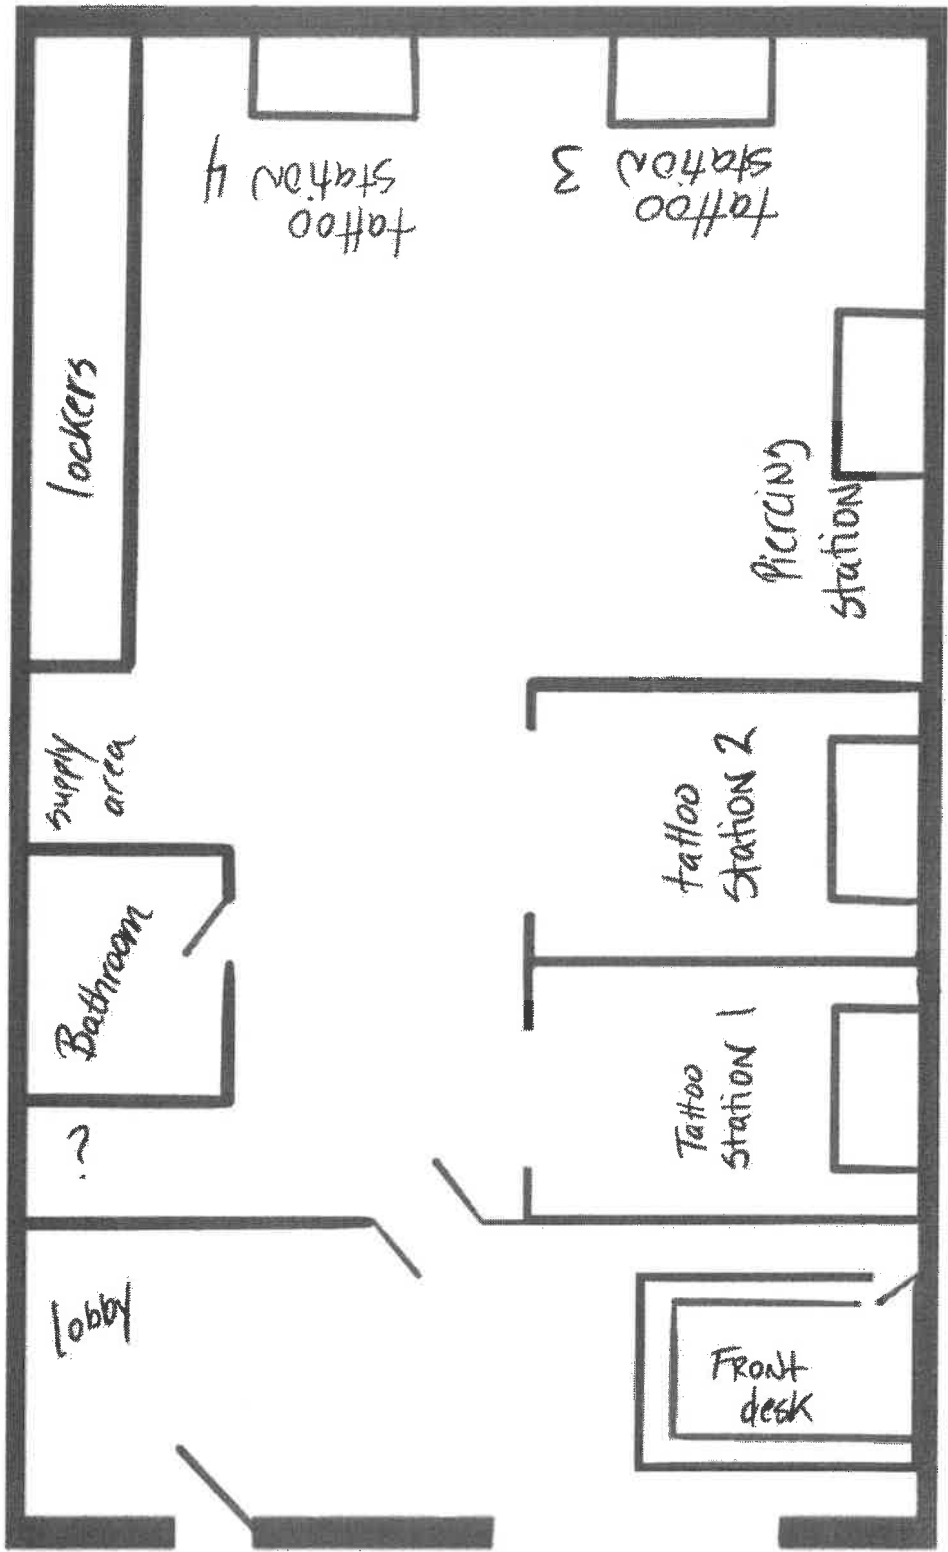 tattoo
station 4
tattoo
station 3
lockers
Piercing
station
supply
area
tattoo
Station 2
Bathroom
Tattoo
Station 1
?
lobby
FRONT
desk